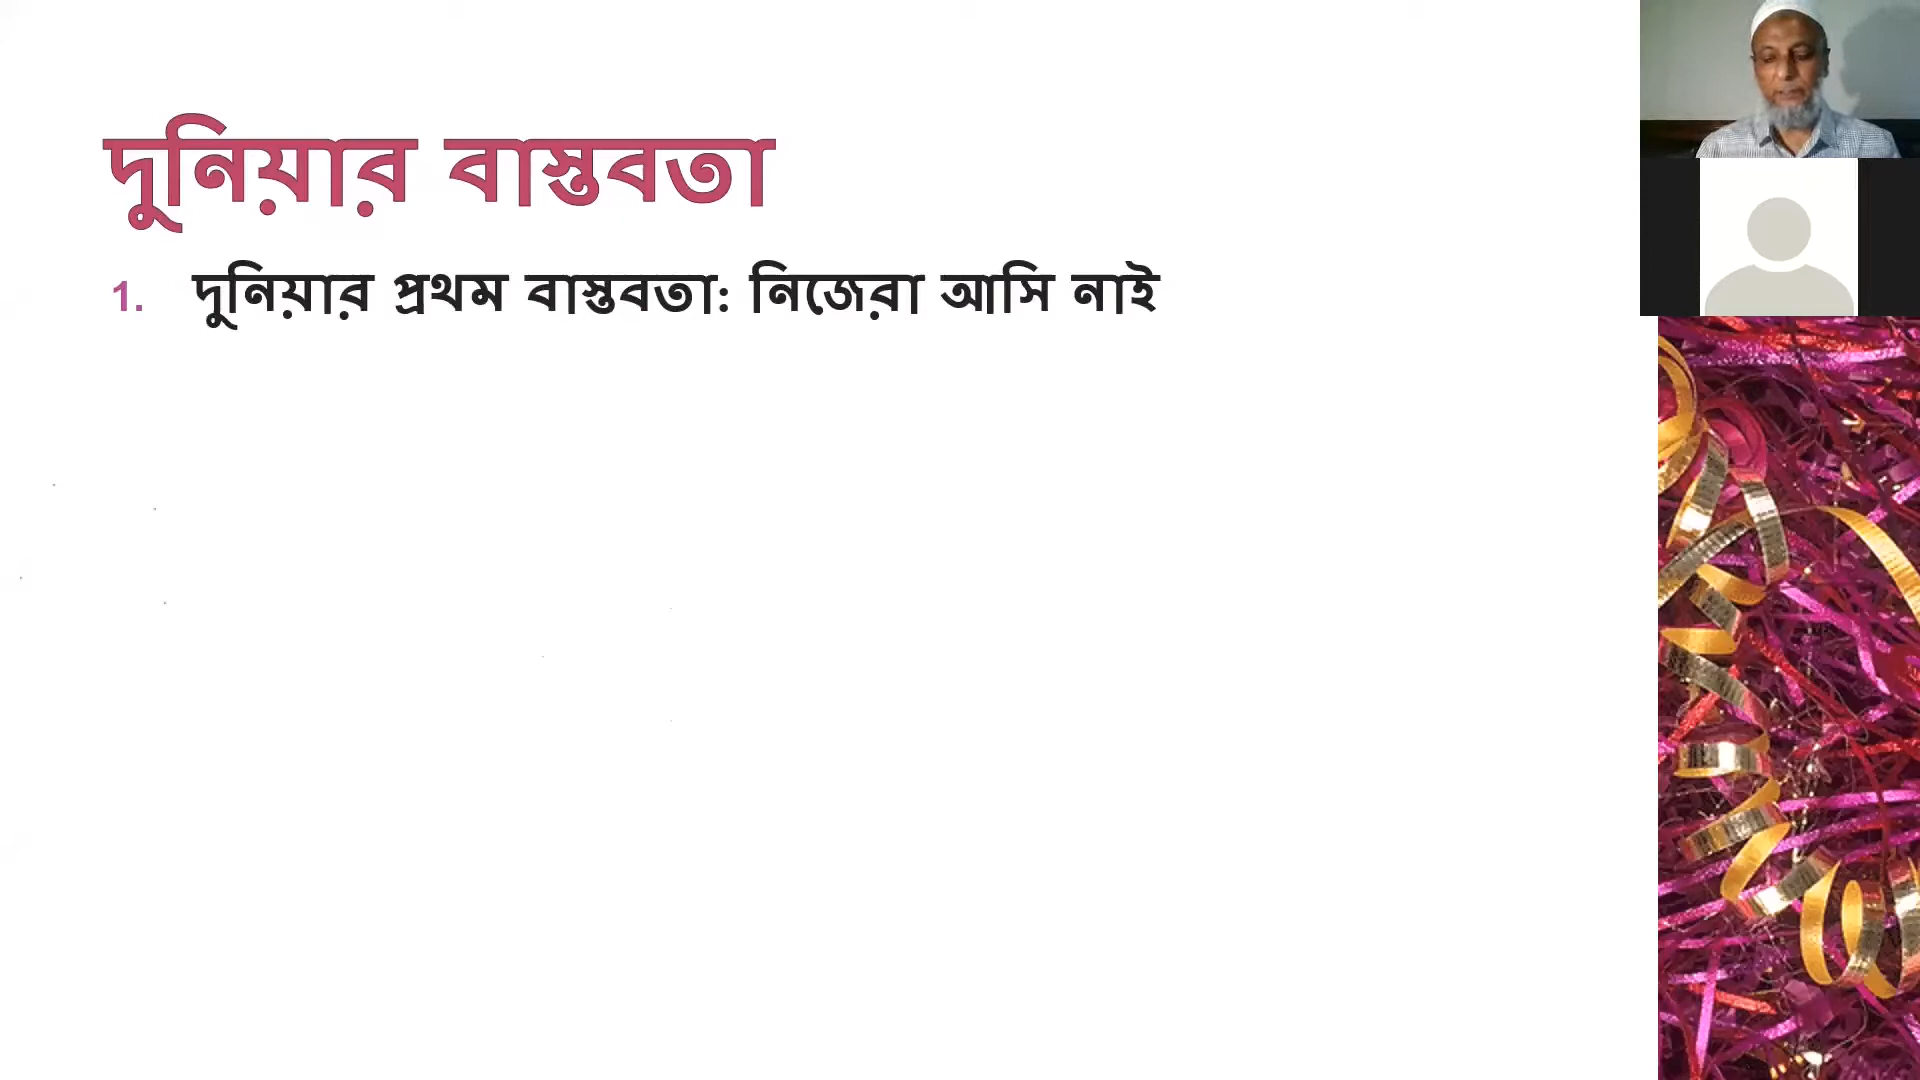 দুনিয়ার বাস্তবতা
1. দুনিয়ার প্রথম বাস্তবতা: নিজেরা আসি নাই